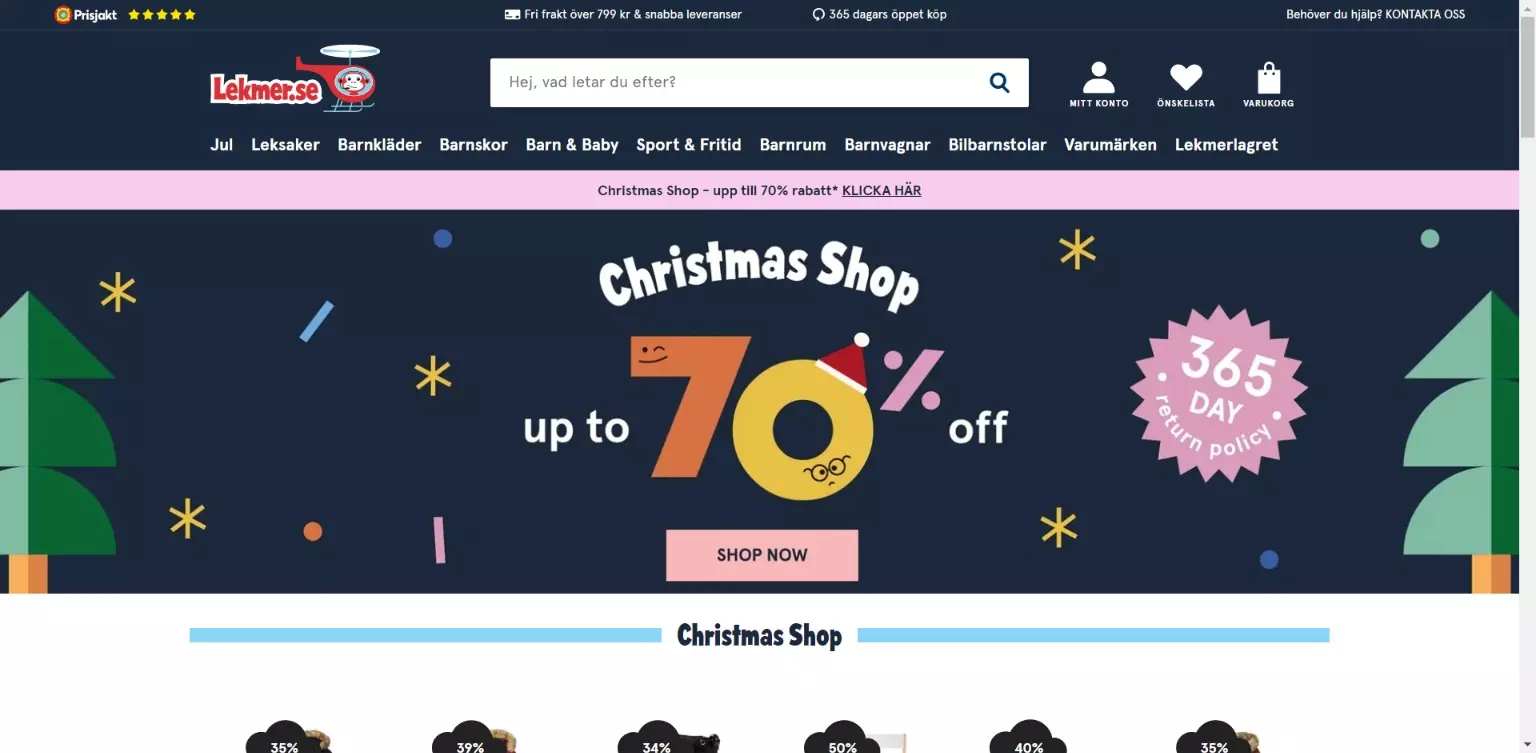 Prisjakt
Fri frakt över 799 kr & snabba leveranser
365 dagars öppet köp
Behöver du hjälp? KONTAKTA OSS
Lekmer.se
Hej, vad letar du efter?
MITT KONTO
ÖNSKELISTA
VARUKORG
Jul Leksaker Barnkläder Barnskor Barn & Baby Sport & Fritid Barnrum Barnvagnar Bilbarnstolar Varumärken Lekmerlagret
Christmas Shop - upp till 70% rabatt* KLICKA HÄR
Christmas Shop
up to 70% off
365
DAY
return policy
SHOP NOW
Christmas Shop
35% 39% 34% 50% 40% 35%